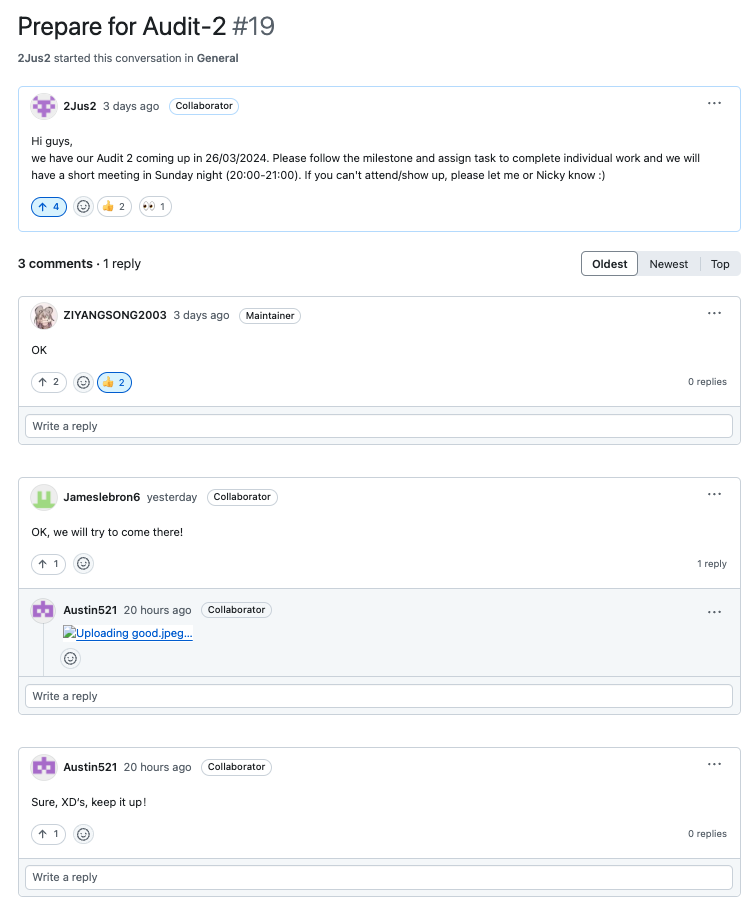 Prepare for Audit-2 #19
2Jus2 started this conversation in General
2Jus2 3 days ago Collaborator
Hi guys,
we have our Audit 2 coming up in 26/03/2024. Please follow the milestone and assign task to complete individual work and we will
have a short meeting in Sunday night (20:00-21:00). If you can't attend/show up, please let me or Nicky know :)
↑ 4 👍 2 👀 1
3 comments · 1 reply
Oldest Newest Top
ZIYANGSONG2003 3 days ago Maintainer
OK
↑ 2 👍 2 0 replies
Write a reply
Jameslebron6 yesterday Collaborator
OK, we will try to come there!
↑ 1 1 reply
Austin521 20 hours ago Collaborator
Uploading good.jpeg...
Write a reply
Austin521 20 hours ago Collaborator
Sure, XD's, keep it up!
↑ 1 0 replies
Write a reply